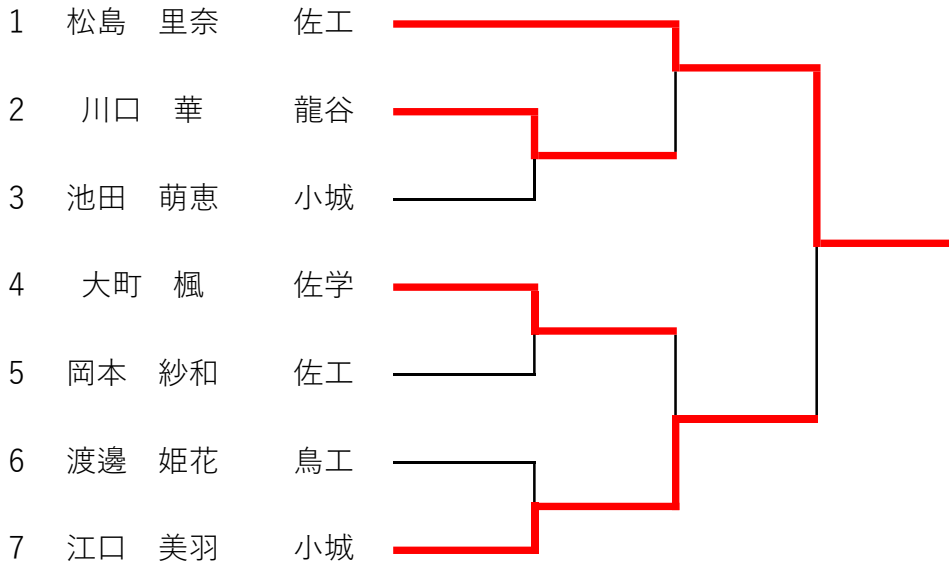 1 松島 里奈 佐工
2 川口 華 龍谷
3 池田 萌恵 小城
4 大町 楓 佐学
5 岡本 紗和 佐工
6 渡邊 姫花 鳥工
7 江口 美羽 小城